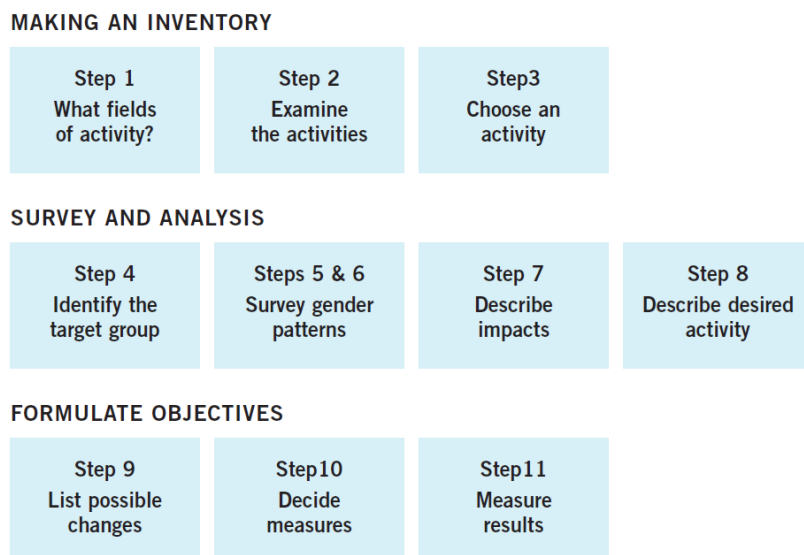 MAKING AN INVENTORY
Step 1
What fields
of activity?
Step 2
Examine
the activities
Step3
Choose an
activity
SURVEY AND ANALYSIS
Step 4
Identify the
target group
Steps 5 & 6
Survey gender
patterns
Step 7
Describe
impacts
Step 8
Describe desired
activity
FORMULATE OBJECTIVES
Step 9
List possible
changes
Step10
Decide
measures
Step11
Measure
results